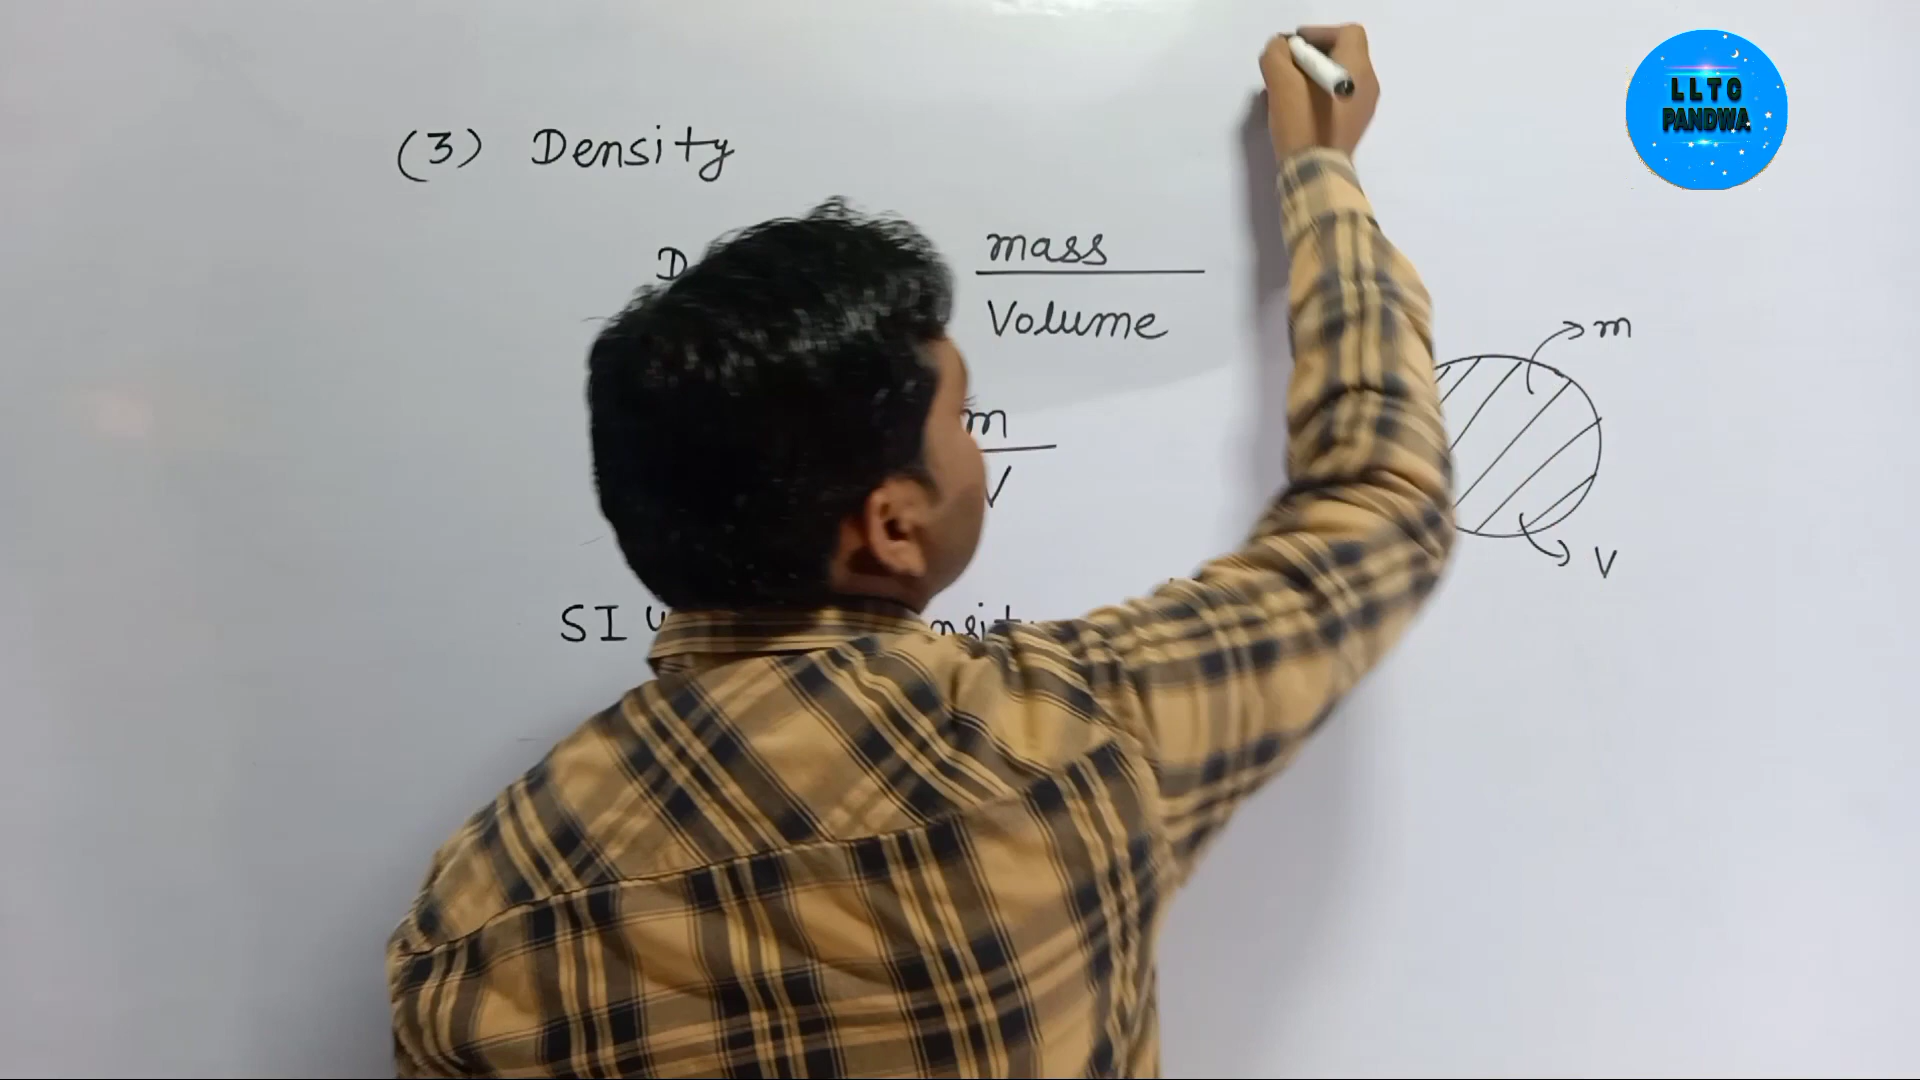 (3) Density
mass
Volume
m
V
m
V
SI
LLTC
PANDWA